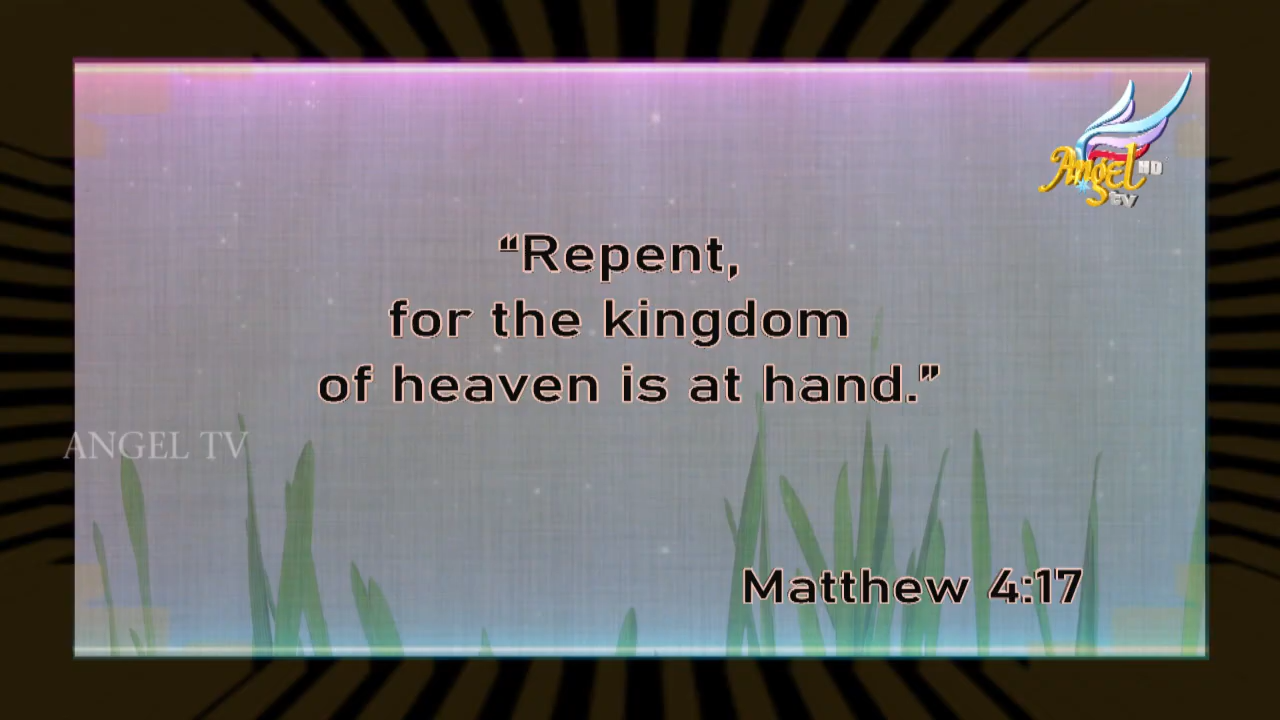 Angel HD
tv
“Repent,
for the kingdom
of heaven is at hand.”
ANGEL TV
Matthew 4:17